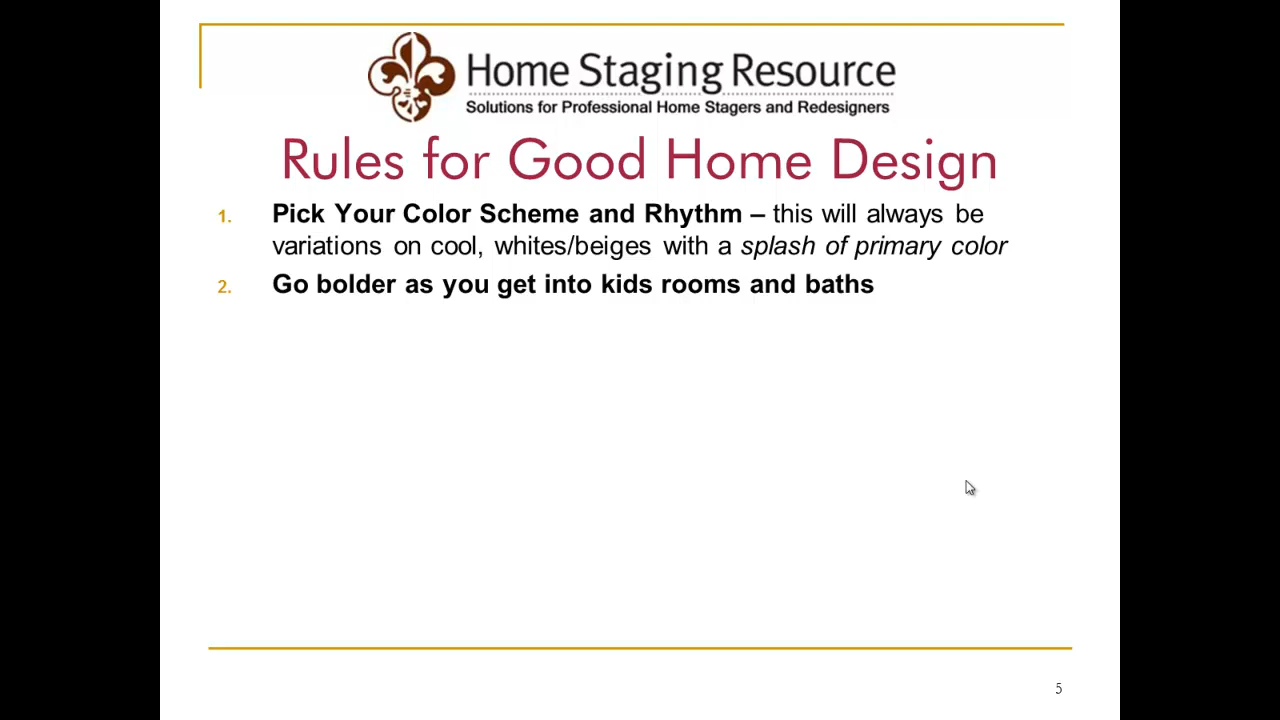 Home Staging Resource
Solutions for Professional Home Stagers and Redesigners
Rules for Good Home Design
1. Pick Your Color Scheme and Rhythm – this will always be
variations on cool, whites/beiges with a splash of primary color
2. Go bolder as you get into kids rooms and baths
5